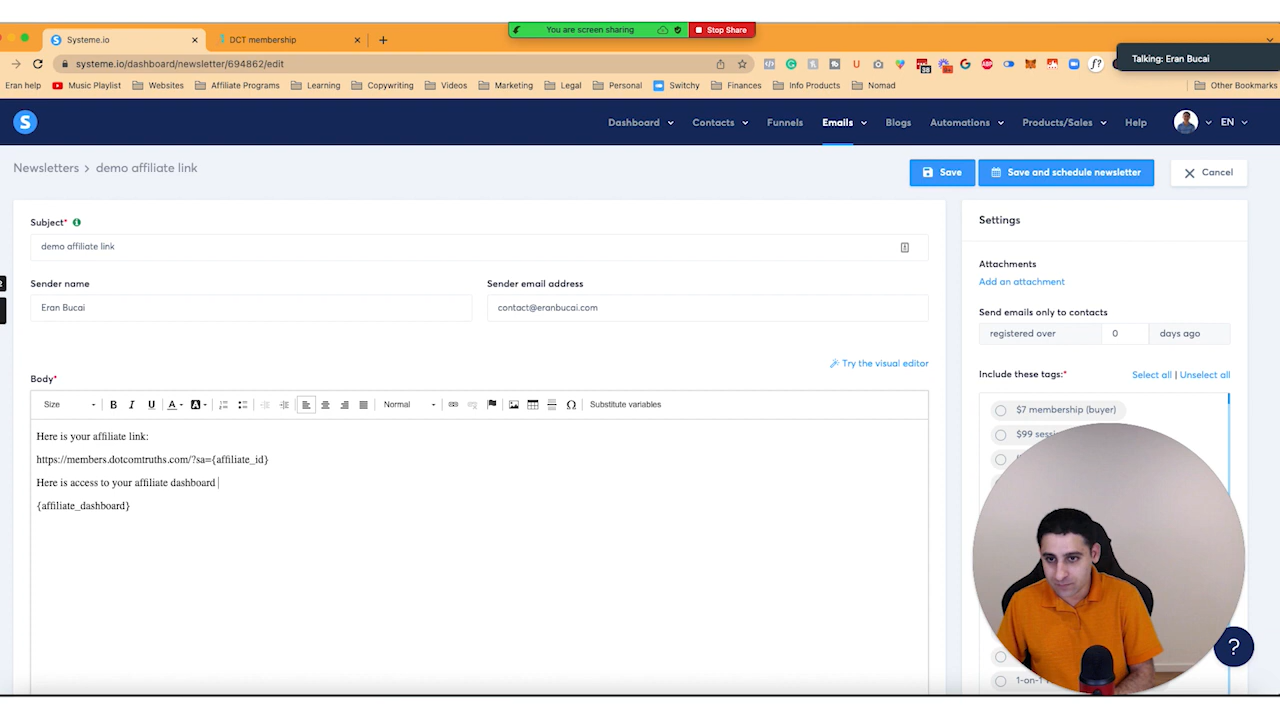 You are screen sharing
Stop Share
Systeme.io
DCT membership
systeme.io/dashboard/newsletter/694862/edit
Talking: Eran Bucai
Eran help
Music Playlist
Websites
Affiliate Programs
Learning
Copywriting
Videos
Marketing
Legal
Personal
Switchy
Finances
Info Products
Nomad
Other Bookmarks
S
Dashboard
Contacts
Funnels
Emails
Blogs
Automations
Products/Sales
Help
EN
Newsletters > demo affiliate link
Save
Save and schedule newsletter
Cancel
Subject*
demo affiliate link
Sender name
Sender email address
Eran Bucai
contact@eranbucai.com
Try the visual editor
Body*
Size
B I U A A
Normal
Substitute variables
Here is your affiliate link:
https://members.dotcomtruths.com/?sa={affiliate_id}
Here is access to your affiliate dashboard
{affiliate_dashboard}
Settings
Attachments
Add an attachment
Send emails only to contacts
registered over 0 days ago
Include these tags:*
Select all | Unselect all
$7 membership (buyer)
$99
1-on-1
?